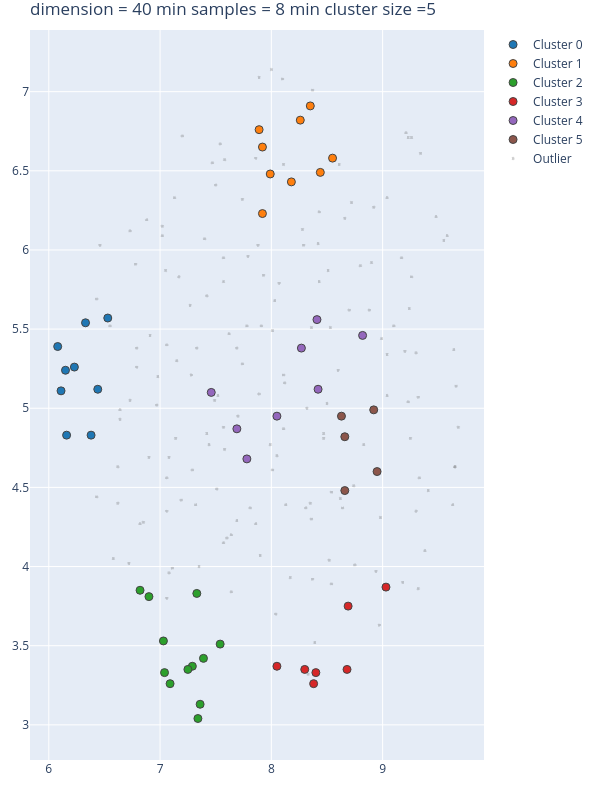 dimension = 40 min samples = 8 min cluster size =5
Cluster 0
Cluster 1
Cluster 2
Cluster 3
Cluster 4
Cluster 5
Outlier
7
6.5
6
5.5
5
4.5
4
3.5
3
6 7 8 9